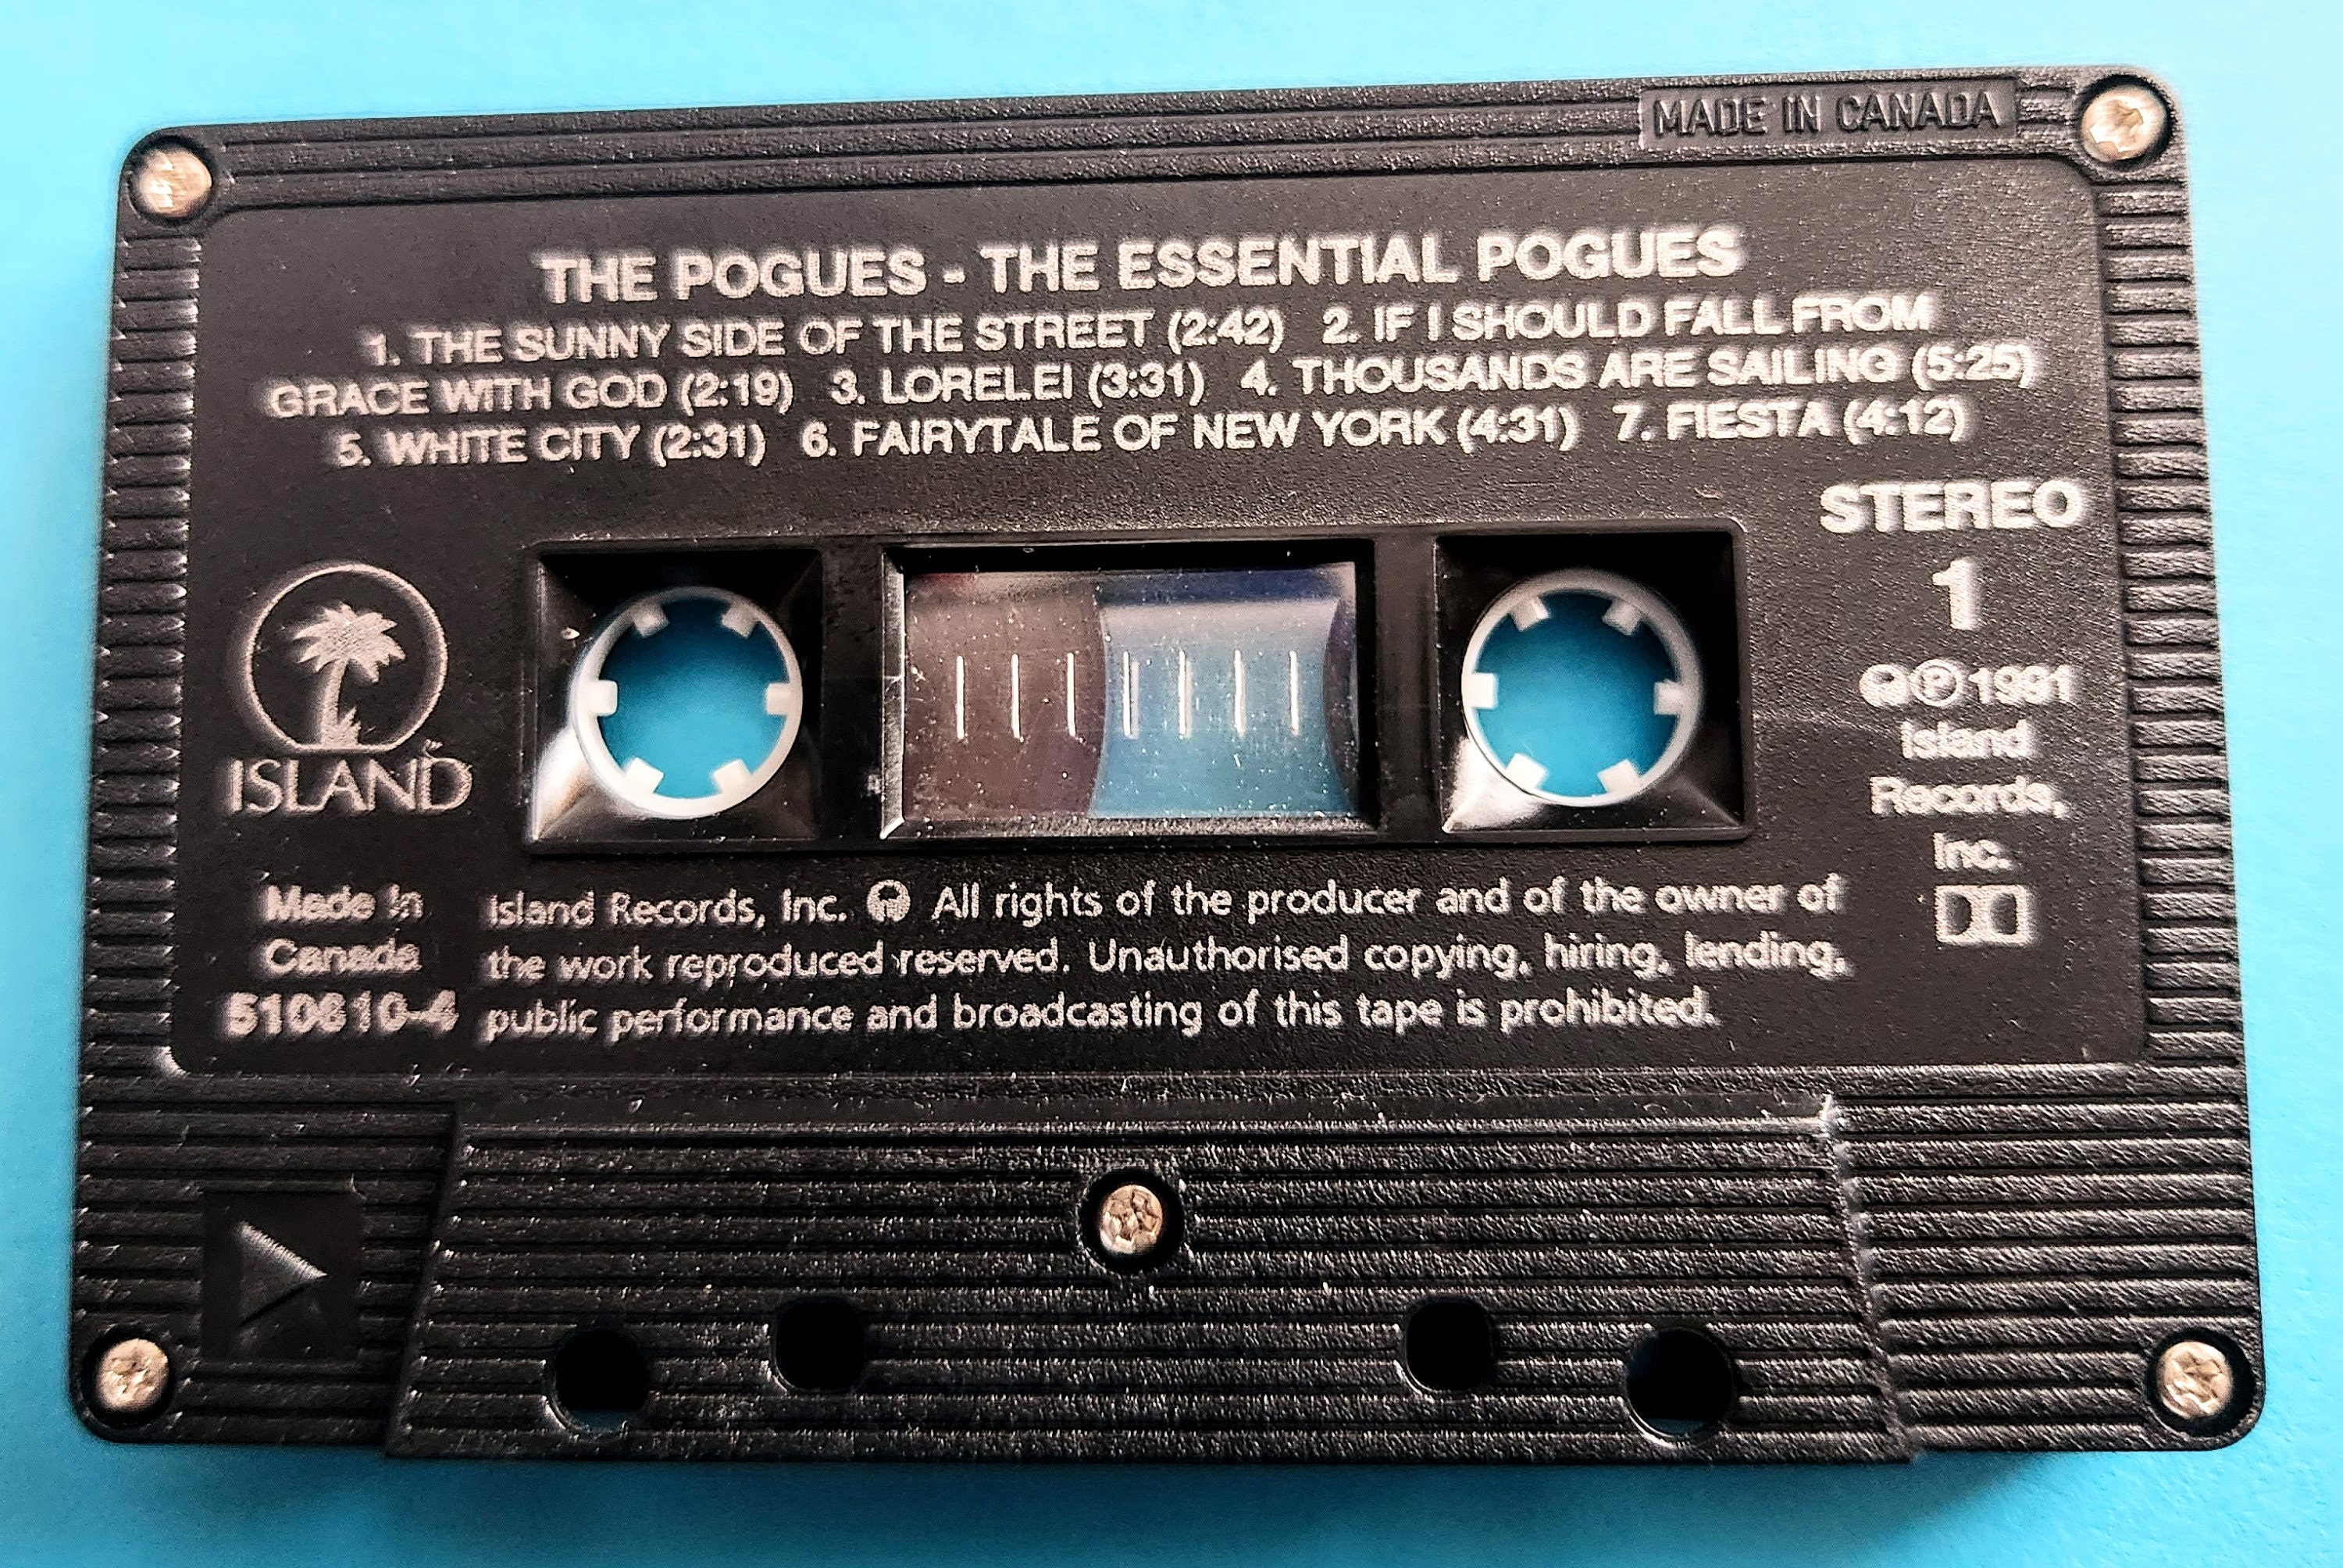 MADE IN CANADA
THE POGUES - THE ESSENTIAL POGUES
1. THE SUNNY SIDE OF THE STREET (2:42) 2. IF I SHOULD FALL FROM
GRACE WITH GOD (2:19) 3. LORELEI (3:31) 4. THOUSANDS ARE SAILING (5:25)
5. WHITE CITY (2:31) 6. FAIRYTALE OF NEW YORK (4:31) 7. FIESTA (4:12)
STEREO
1
ISLAND
℗ 1991
Island
Records,
Inc.
Made in
Canada
510610-4
Island Records, Inc. All rights of the producer and of the owner of
the work reproduced reserved. Unauthorised copying, hiring, lending,
public performance and broadcasting of this tape is prohibited.